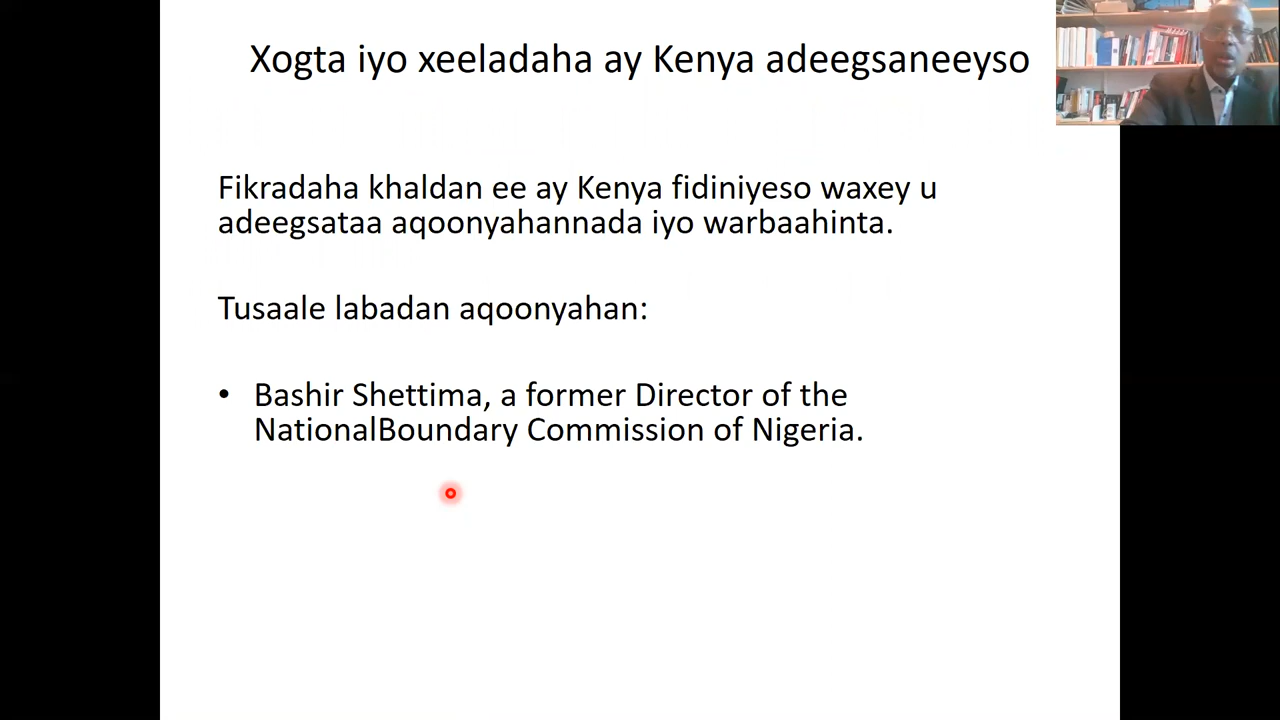 Xogta iyo xeeladaha ay Kenya adeegsaneeyso
Fikradaha khaldan ee ay Kenya fidiniyeso waxey u
adeegsataa aqoonyahannada iyo warbaahinta.
Tusaale labadan aqoonyahan:
• Bashir Shettima, a former Director of the
NationalBoundary Commission of Nigeria.